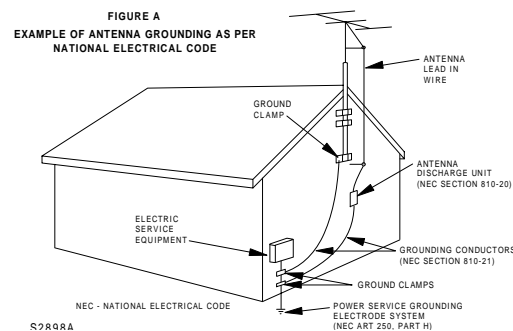 FIGURE A
EXAMPLE OF ANTENNA GROUNDING AS PER
NATIONAL ELECTRICAL CODE
ANTENNA
LEAD IN
WIRE
GROUND
CLAMP
ANTENNA
DISCHARGE UNIT
(NEC SECTION 810-20)
ELECTRIC
SERVICE
EQUIPMENT
GROUNDING CONDUCTORS
(NEC SECTION 810-21)
GROUND CLAMPS
NEC - NATIONAL ELECTRICAL CODE
POWER SERVICE GROUNDING
ELECTRODE SYSTEM
(NEC ART 250, PART H)
S2898A